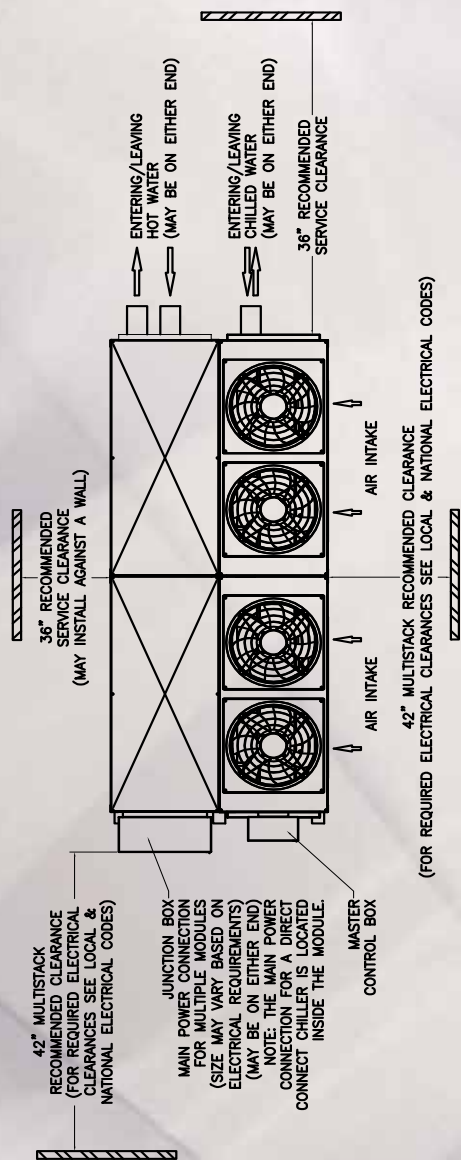 42" MULTISTACK
RECOMMENDED CLEARANCE
(FOR REQUIRED ELECTRICAL
CLEARANCES SEE LOCAL &
NATIONAL ELECTRICAL CODES)
36" RECOMMENDED
SERVICE CLEARANCE
(MAY INSTALL AGAINST A WALL)
ENTERING/LEAVING
HOT WATER
(MAY BE ON EITHER END)
ENTERING/LEAVING
CHILLED WATER
(MAY BE ON EITHER END)
36" RECOMMENDED
SERVICE CLEARANCE
JUNCTION BOX
MAIN POWER CONNECTION
FOR MULTIPLE MODULES
(SIZE MAY VARY BASED ON
ELECTRICAL REQUIREMENTS)
(MAY BE ON EITHER END)
NOTE: THE MAIN POWER
CONNECTION FOR A DIRECT
CONNECT CHILLER IS LOCATED
INSIDE THE MODULE.
MASTER
CONTROL BOX
AIR INTAKE
AIR INTAKE
42" MULTISTACK RECOMMENDED CLEARANCE
(FOR REQUIRED ELECTRICAL CLEARANCES SEE LOCAL & NATIONAL ELECTRICAL CODES)